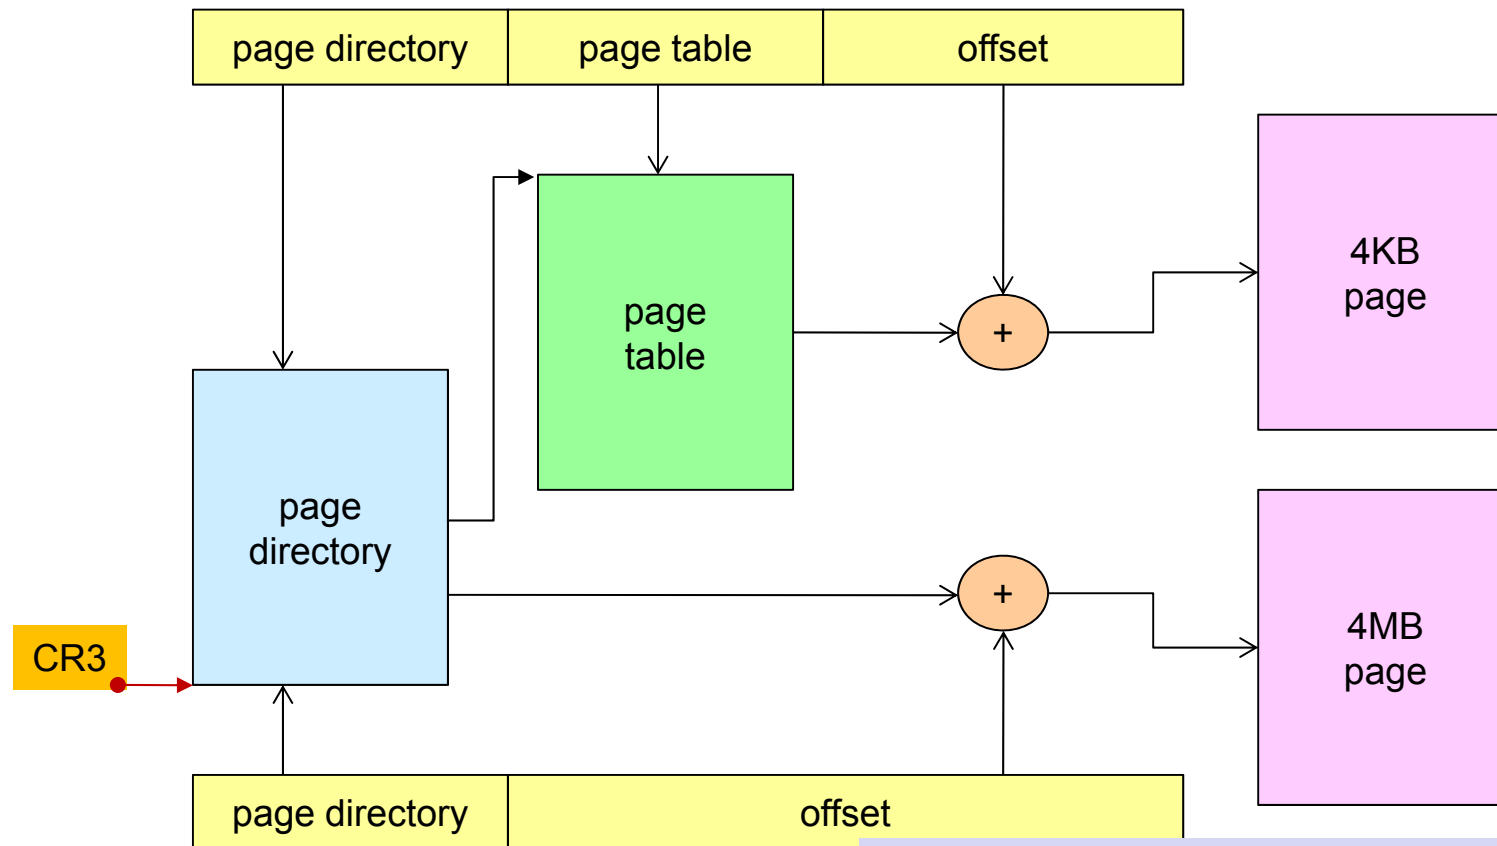 page directory
page table
offset
4KB
page
page
table
+
page
directory
+
4MB
page
CR3
page directory
offset